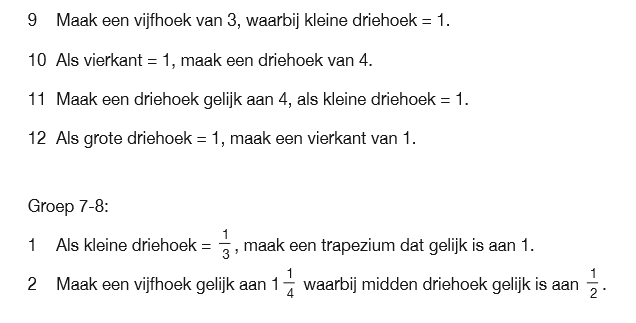 9 Maak een vijfhoek van 3, waarbij kleine driehoek = 1.
10 Als vierkant = 1, maak een driehoek van 4.
11 Maak een driehoek gelijk aan 4, als kleine driehoek = 1.
12 Als grote driehoek = 1, maak een vierkant van 1.
Groep 7-8:
1 Als kleine driehoek = 1/3, maak een trapezium dat gelijk is aan 1.
2 Maak een vijfhoek gelijk aan 1 1/4 waarbij midden driehoek gelijk is aan 1/2.